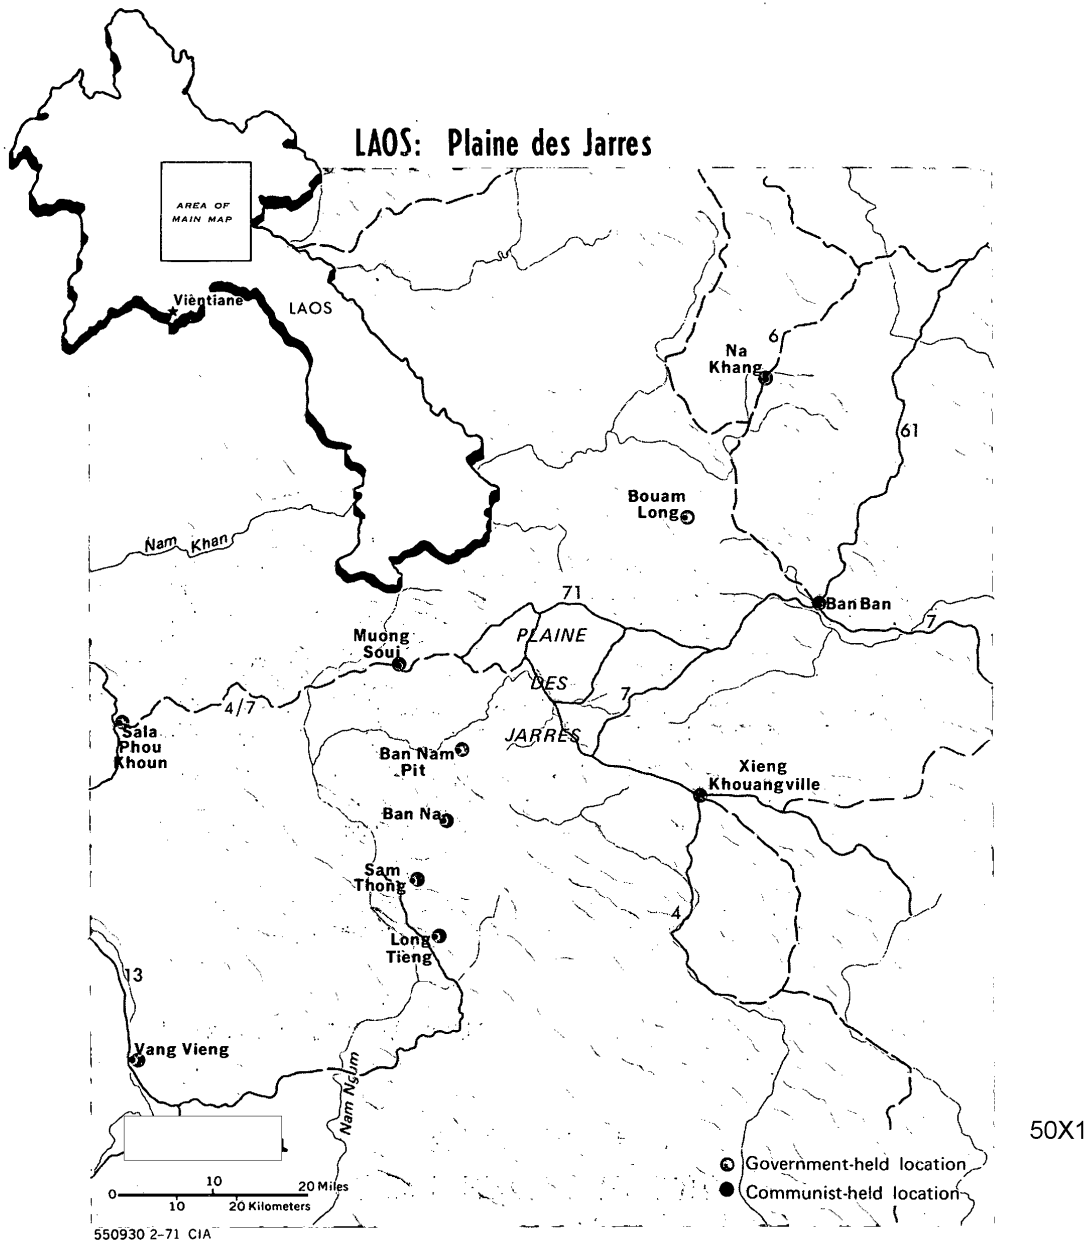 LAOS: Plaine des Jarres
AREA OF
MAIN MAP
Vientiane
LAOS
6
Na
Khang
61
Bouam
Long
Nam Khan
71
Ban Ban
7
Muong
Soui
PLAINE
DES
JARRES
7
4/7
Sala
Phou
Khoun
Ban Nam
Pit
Xieng
Khouangville
Ban Na
Sam
Thong
4
Long
Tieng
13
Vang Vieng
Nam Ngum
50X1
Government-held location
Communist-held location
10 20 Miles
0
10 20 Kilometers
550930 2-71 CIA